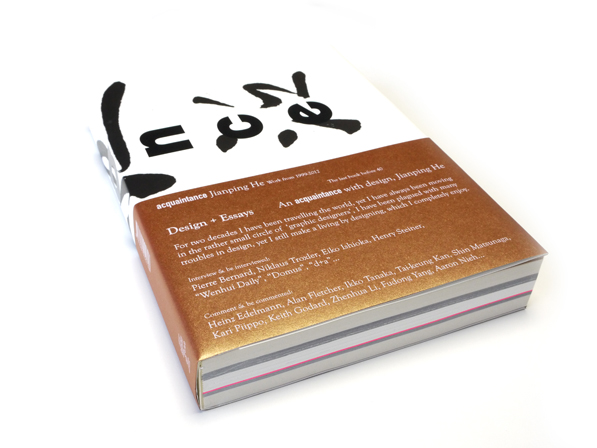 nce
acquaintance Jianping He Work from 1999-2012 The last book before 40
Design + Essays An acquaintance with design, Jianping He
For two decades I have been travelling the world, yet I have always been moving
in the rather small circle of "graphic designers". I have been plagued with many
troubles in design, yet I still make a living by designing, which I completely enjoy.
Interview & be interviewed:
Pierre Bernard, Niklaus Troxler, Eiko Ishioka, Henry Steiner,
"Wenhui Daily", "Domus", "d+a"...
Comment & be commented:
Heinz Edelmann, Alan Fletcher, Ikko Tanaka, Tai-keung Kan, Shin Matsunaga,
Kari Piippo, Keith Godard, Zhenhua Li, Fudong Yang, Aaron Nieh...